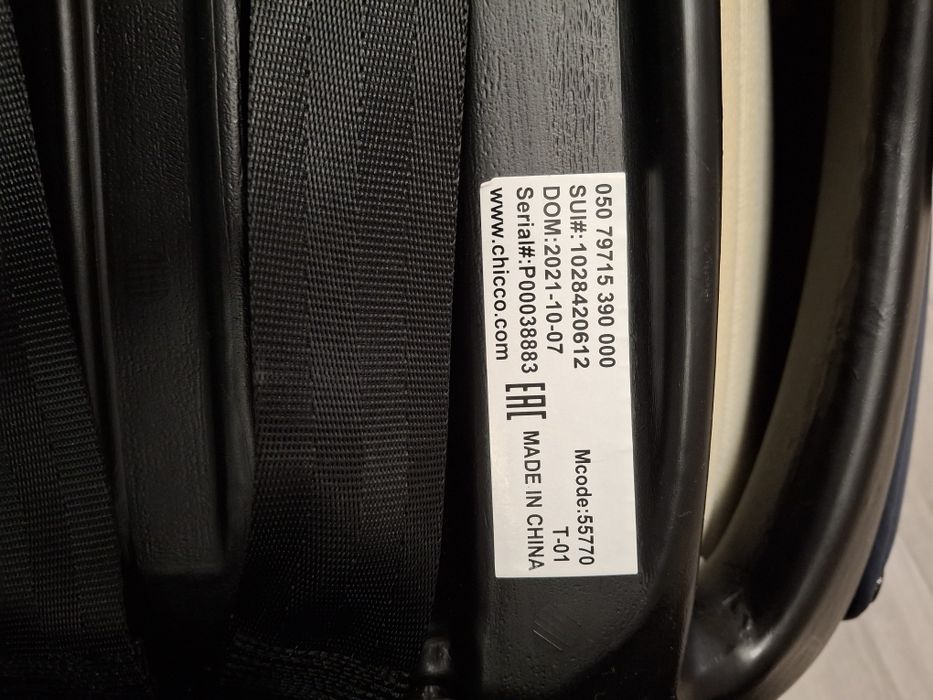 050 79715 390 000
SUI#: 1028420612
Mcode:55770
DOM:2021-10-07
T-01
Serial#:P00038883
EAC MADE IN CHINA
www.chicco.com